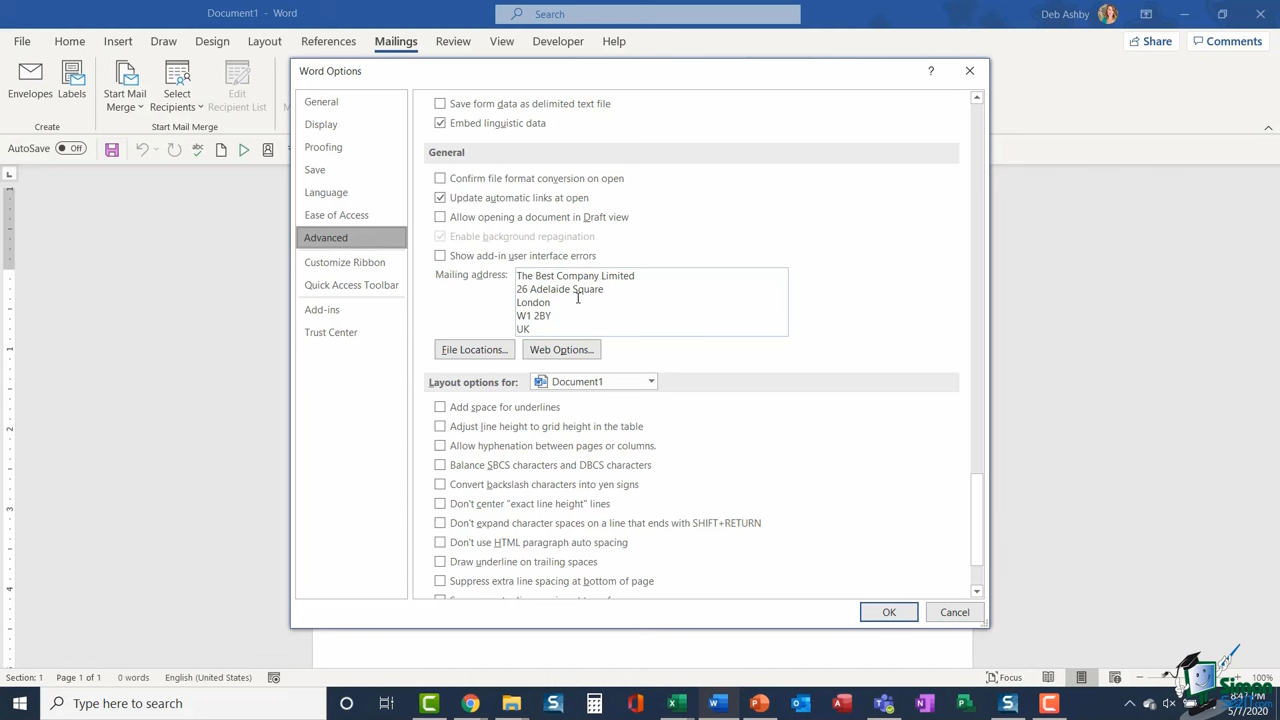 Document1 - Word
Search
Deb Ashby
File Home Insert Draw Design Layout References Mailings Review View Developer Help
Share Comments
Envelopes Labels Start Mail Merge Select Recipients Edit Recipient List
Create Start Mail Merge
AutoSave Off
Word Options
General
Display
Proofing
Save
Language
Ease of Access
Advanced
Customize Ribbon
Quick Access Toolbar
Add-ins
Trust Center
Save form data as delimited text file
Embed linguistic data
General
Confirm file format conversion on open
Update automatic links at open
Allow opening a document in Draft view
Enable background repagination
Show add-in user interface errors
Mailing address:
The Best Company Limited
26 Adelaide Square
London
W1 2BY
UK
File Locations... Web Options...
Layout options for: Document1
Add space for underlines
Adjust line height to grid height in the table
Allow hyphenation between pages or columns.
Balance SBCS characters and DBCS characters
Convert backslash characters into yen signs
Don't center "exact line height" lines
Don't expand character spaces on a line that ends with SHIFT+RETURN
Don't use HTML paragraph auto spacing
Draw underline on trailing spaces
Suppress extra line spacing at bottom of page
OK Cancel
Section: 1 Page 1 of 1 0 words English (United States)
Focus
Type here to search
8:47 PM
5/7/2020